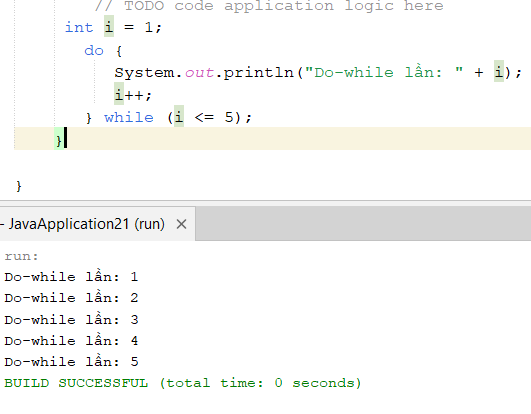 // TODO code application logic here
int i = 1;
do {
System.out.println("Do-while lần: " + i);
i++;
} while (i <= 5);
}
}
- JavaApplication21 (run) ×
run:
Do-while lần: 1
Do-while lần: 2
Do-while lần: 3
Do-while lần: 4
Do-while lần: 5
BUILD SUCCESSFUL (total time: 0 seconds)